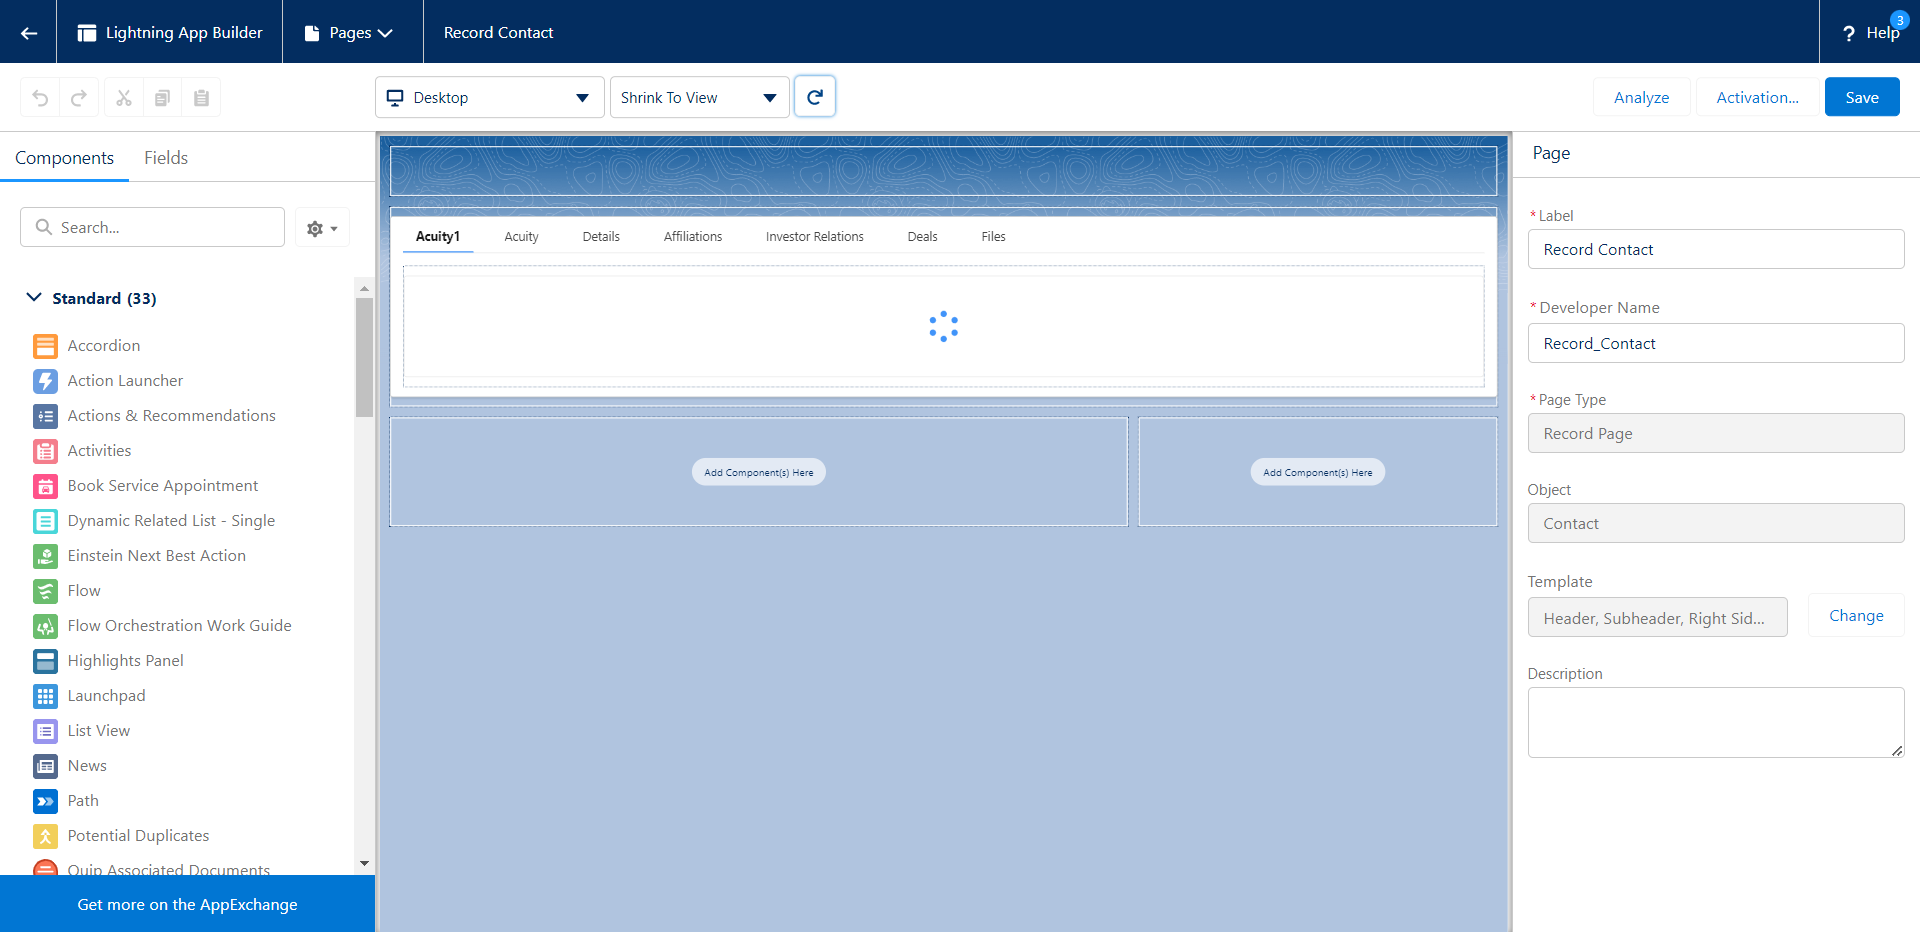 Lightning App Builder
Pages
Record Contact
3
? Help
Desktop
Shrink To View
Analyze
Activation...
Save
Components
Fields
Search...
Standard (33)
Accordion
Action Launcher
Actions & Recommendations
Activities
Book Service Appointment
Dynamic Related List - Single
Einstein Next Best Action
Flow
Flow Orchestration Work Guide
Highlights Panel
Launchpad
List View
News
Path
Potential Duplicates
Quip Associated Documents
Get more on the AppExchange
Acuity1
Acuity
Details
Affiliations
Investor Relations
Deals
Files
Add Component(s) Here
Add Component(s) Here
Page
*Label
Record Contact
*Developer Name
Record_Contact
*Page Type
Record Page
Object
Contact
Template
Header, Subheader, Right Sid...
Change
Description